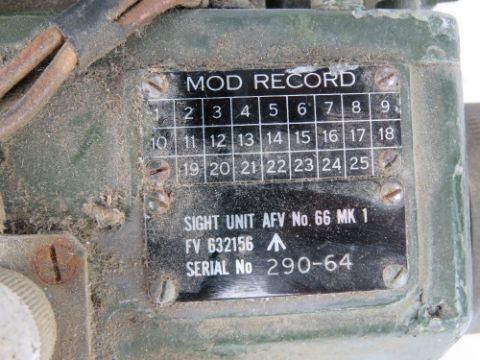 MOD RECORD
1 2 3 4 5 6 7 8 9
10 11 12 13 14 15 16 17 18
19 20 21 22 23 24 25
SIGHT UNIT AFV No. 66 MK 1
FV 632156
SERIAL No 290-64